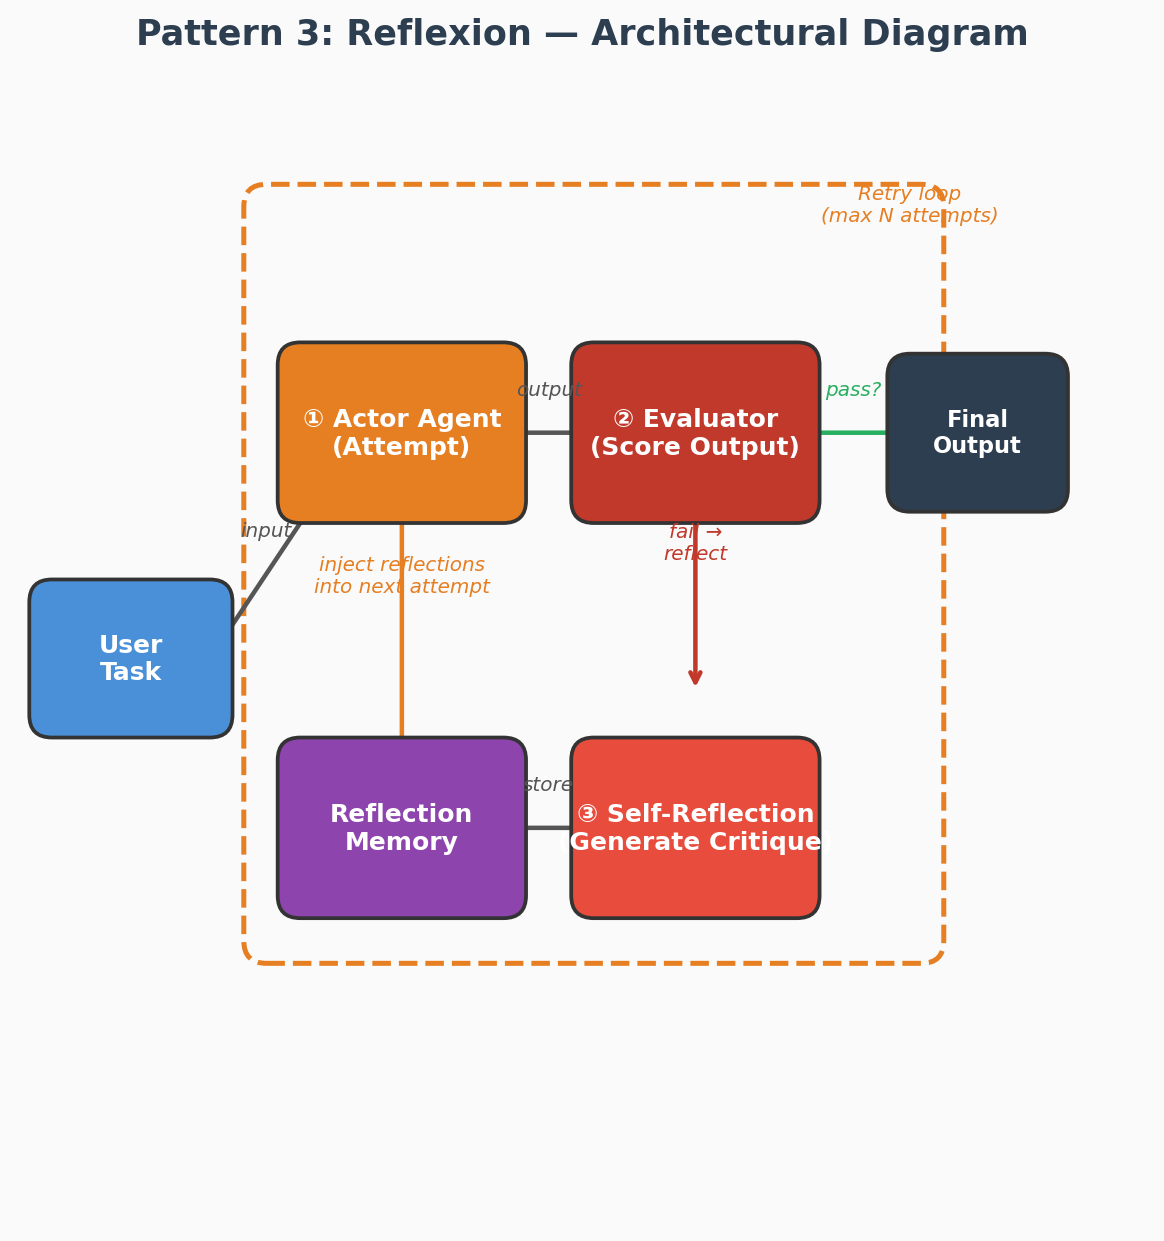 Pattern 3: Reflexion — Architectural Diagram
Retry loop
(max N attempts)
① Actor Agent
(Attempt)
output
② Evaluator
(Score Output)
pass?
Final
Output
input
inject reflections
into next attempt
fail →
reflect
User
Task
Reflection
Memory
store
③ Self-Reflection
(Generate Critique)